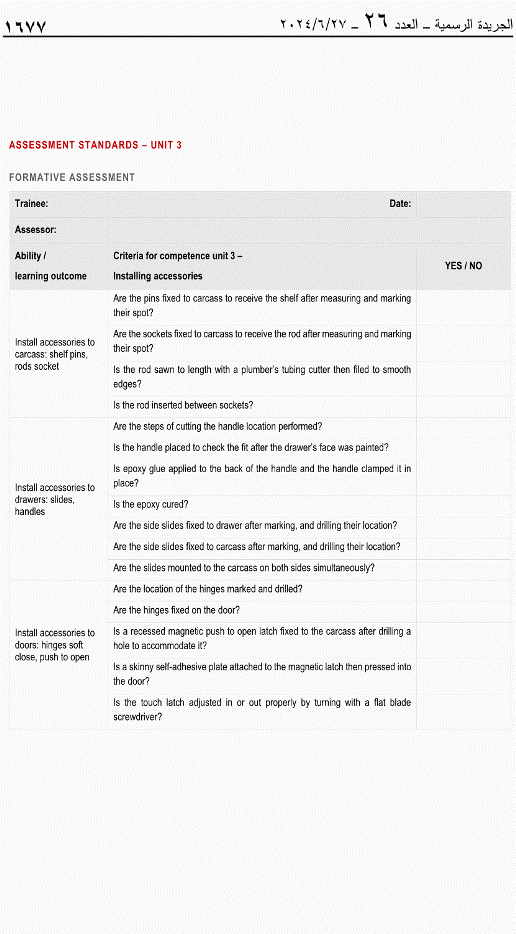 ١٦٧٧
الجريدة الرسمية – العدد ٢٦ – ٢٠٢٤/٦/٢٧
ASSESSMENT STANDARDS – UNIT 3
FORMATIVE ASSESSMENT
Trainee:
Date:
Assessor:
Ability /
learning outcome
Criteria for competence unit 3 –
Installing accessories
YES / NO
Install accessories to
carcass: shelf pins,
rods socket
Are the pins fixed to carcass to receive the shelf after measuring and marking
their spot?
Are the sockets fixed to carcass to receive the rod after measuring and marking
their spot?
Is the rod sawn to length with a plumber's tubing cutter then filed to smooth
edges?
Is the rod inserted between sockets?
Install accessories to
drawers: slides,
handles
Are the steps of cutting the handle location performed?
Is the handle placed to check the fit after the drawer's face was painted?
Is epoxy glue applied to the back of the handle and the handle clamped it in
place?
Is the epoxy cured?
Are the side slides fixed to drawer after marking, and drilling their location?
Are the side slides fixed to carcass after marking, and drilling their location?
Are the slides mounted to the carcass on both sides simultaneously?
Install accessories to
doors: hinges soft
close, push to open
Are the location of the hinges marked and drilled?
Are the hinges fixed on the door?
Is a recessed magnetic push to open latch fixed to the carcass after drilling a
hole to accommodate it?
Is a skinny self-adhesive plate attached to the magnetic latch then pressed into
the door?
Is the touch latch adjusted in or out properly by turning with a flat blade
screwdriver?